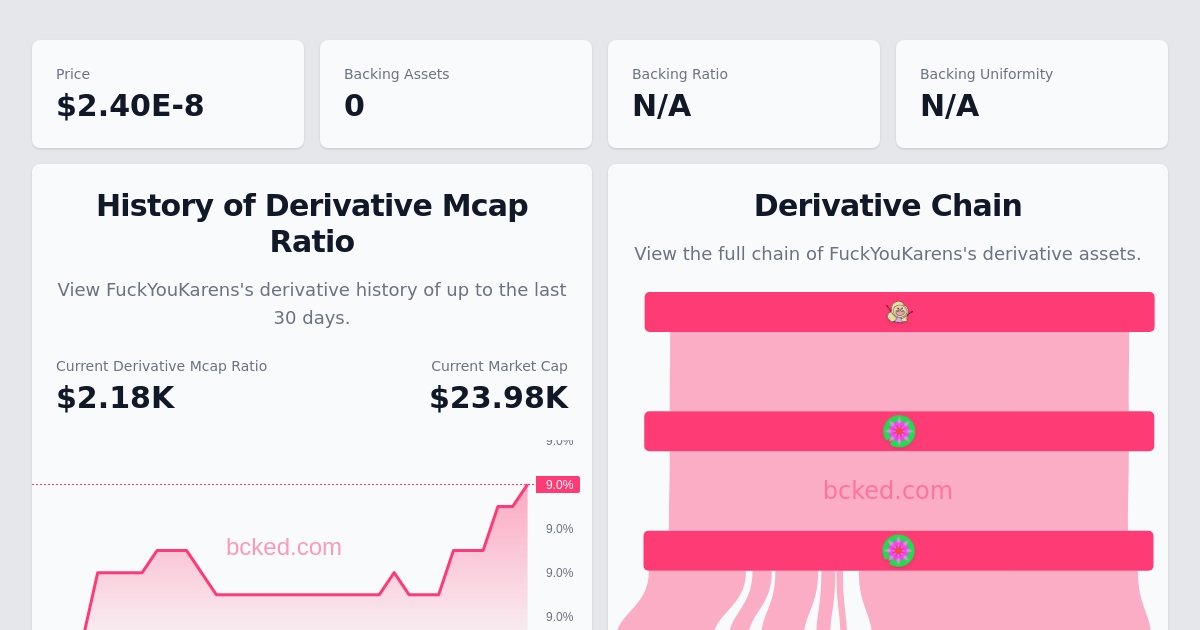 Price
$2.40E-8
Backing Assets
0
Backing Ratio
N/A
Backing Uniformity
N/A
History of Derivative Mcap
Ratio
View FuckYouKarens's derivative history of up to the last
30 days.
Current Derivative Mcap Ratio
$2.18K
Current Market Cap
$23.98K
9.0%
9.0%
9.0%
9.0%
9.0%
bcked.com
Derivative Chain
View the full chain of FuckYouKarens's derivative assets.
bcked.com